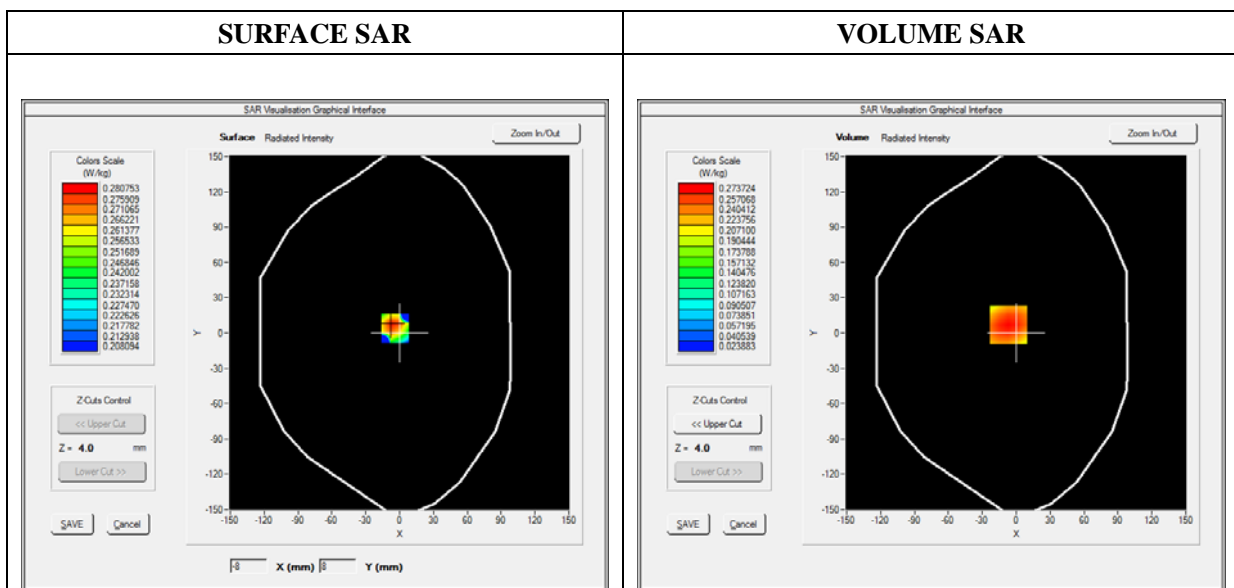 SURFACE SAR
VOLUME SAR
SAR Visualisation Graphical Interface
Surface Radiated Intensity
Zoom In/Out
Colors Scale
(W/kg)
0.280753
0.275909
0.271065
0.266221
0.261377
0.256533
0.251689
0.246846
0.242002
0.237158
0.232314
0.227470
0.222626
0.217782
0.212938
0.208094
150
120
90
60
30
0
-30
-60
-90
-120
-150
Y
-150 -120 -90 -60 -30 0 30 60 90 120 150
X
Z-Cuts Control
<< Upper Cut
Z = 4.0 mm
Lower Cut >>
SAVE Cancel
-8 X (mm) 8 Y (mm)
SAR Visualisation Graphical Interface
Volume Radiated Intensity
Zoom In/Out
Colors Scale
(W/kg)
0.273724
0.257068
0.240412
0.223756
0.207100
0.190444
0.173788
0.157132
0.140476
0.123820
0.107163
0.090507
0.073851
0.057195
0.040539
0.023883
150
120
90
60
30
0
-30
-60
-90
-120
-150
Y
-150 -120 -90 -60 -30 0 30 60 90 120 150
X
Z-Cuts Control
<< Upper Cut
Z = 4.0 mm
Lower Cut >>
SAVE Cancel